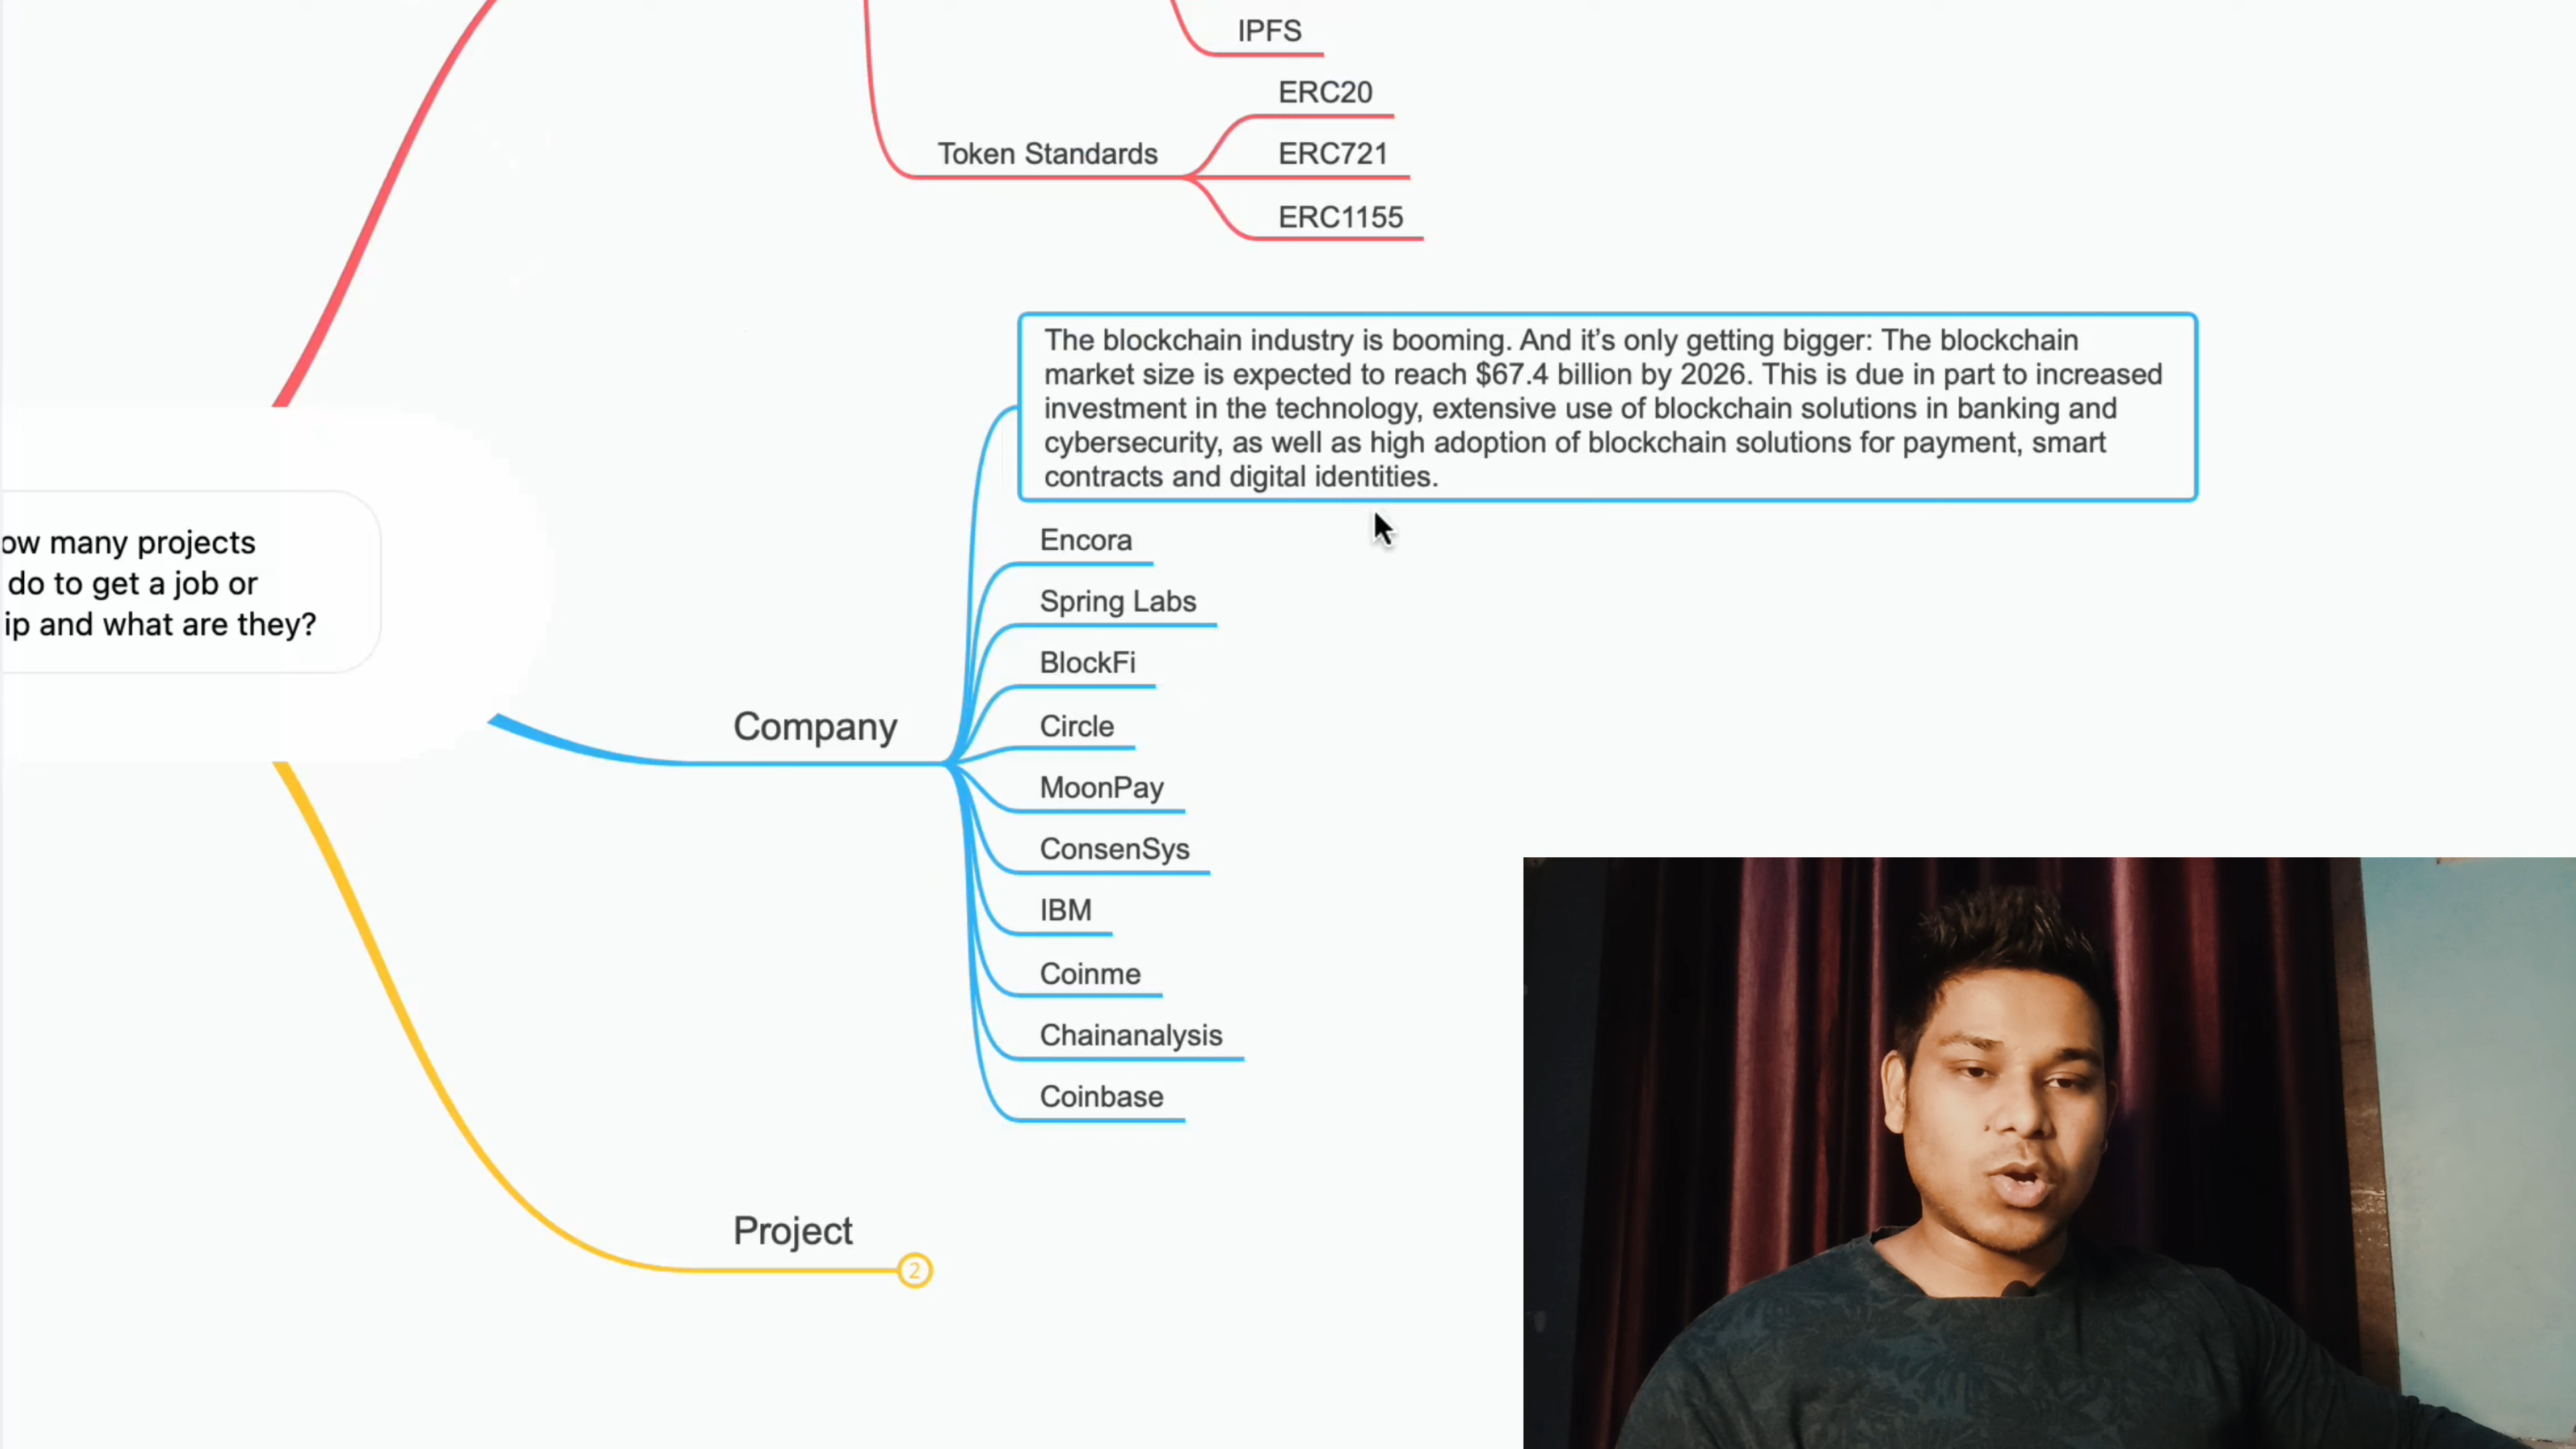 IPFS
ERC20
Token Standards
ERC721
ERC1155
The blockchain industry is booming. And it's only getting bigger: The blockchain
market size is expected to reach $67.4 billion by 2026. This is due in part to increased
investment in the technology, extensive use of blockchain solutions in banking and
cybersecurity, as well as high adoption of blockchain solutions for payment, smart
contracts and digital identities.
ow many projects
do to get a job or
ip and what are they?
Company
Encora
Spring Labs
BlockFi
Circle
MoonPay
ConsenSys
IBM
Coinme
Chainanalysis
Coinbase
Project
2